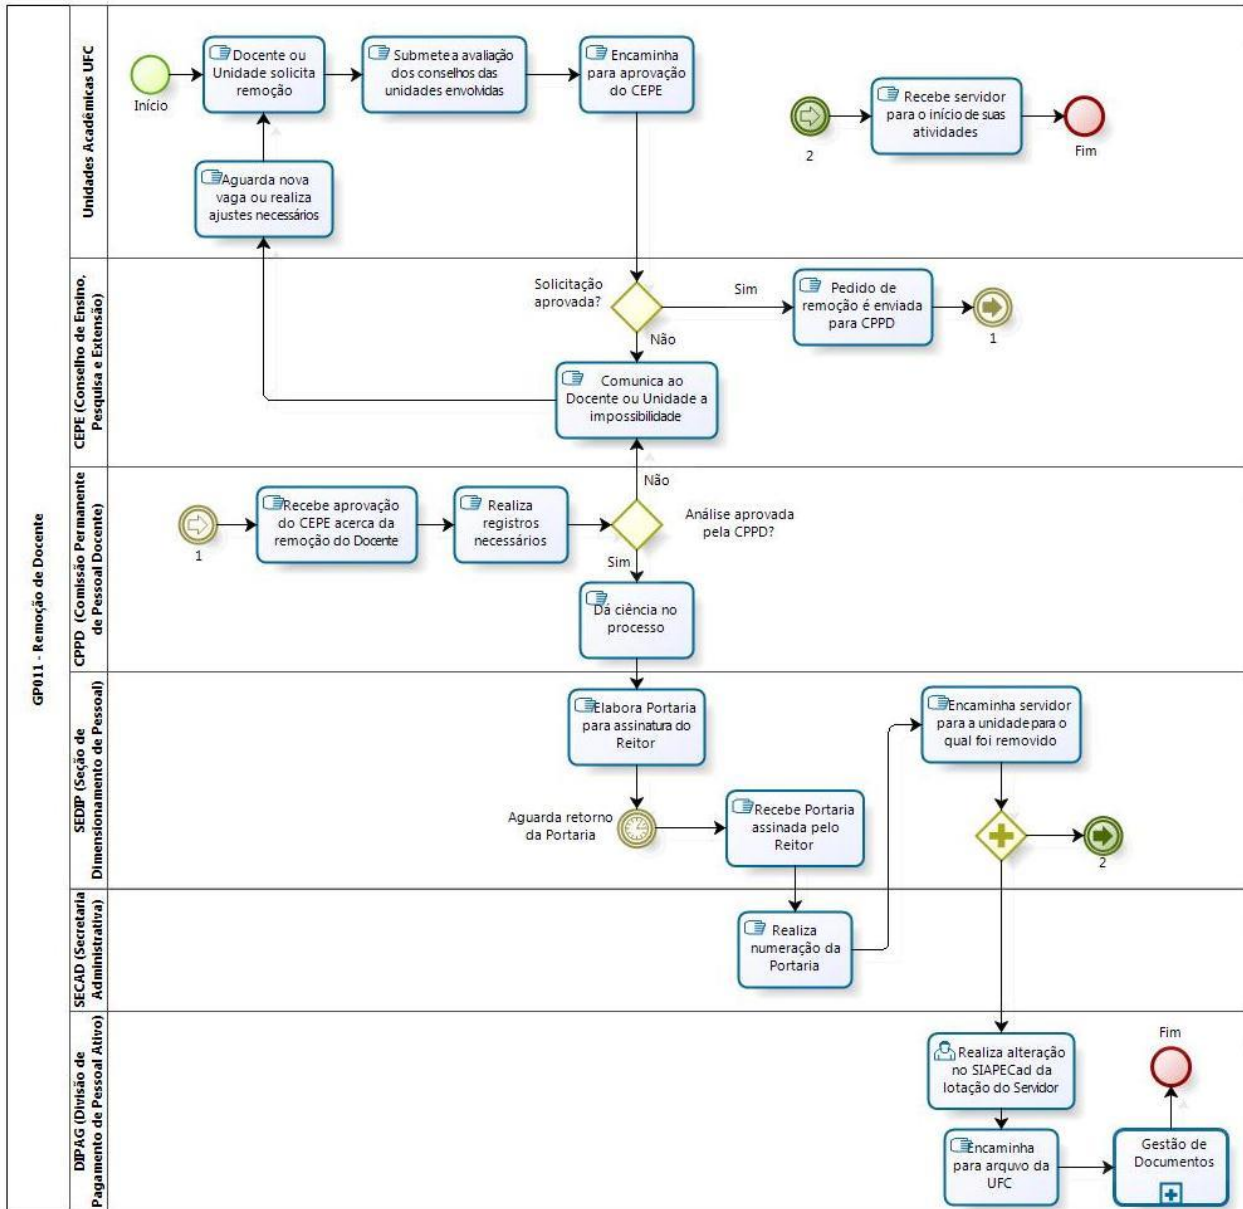 GP011 - Remoção de Docente
Unidades Acadêmicas UFC
Início
Docente ou
Unidade solicita
remoção
Submete a avaliação
dos conselhos das
unidades envolvidas
Encaminha
para aprovação
do CEPE
Aguarda nova
vaga ou realiza
ajustes necessários
2
Recebe servidor
para o início de suas
atividades
Fim
CEPE (Conselho de Ensino,
Pesquisa e Extensão)
Solicitação
aprovada?
Sim
Não
Pedido de
remoção é enviada
para CPPD
1
Comunica ao
Docente ou Unidade a
impossibilidade
CPPD (Comissão Permanente
de Pessoal Docente)
1
Recebe aprovação
do CEPE acerca da
remoção do Docente
Realiza
registros
necessários
Não
Análise aprovada
pela CPPD?
Sim
Dá ciência no
processo
SEDIP (Seção de
Dimensionamento de Pessoal)
Elabora Portaria
para assinatura do
Reitor
Aguarda retorno
da Portaria
Recebe Portaria
assinada pelo
Reitor
Encaminha servidor
para a unidade para o
qual foi removido
2
SECAD (Secretaria
Administrativa)
Realiza
numeração da
Portaria
DIPAG (Divisão de
Pagamento de Pessoal Ativo)
Realiza alteração
no SIAPECad da
lotação do Servidor
Encaminha
para arquvo da
UFC
Gestão de
Documentos
Fim